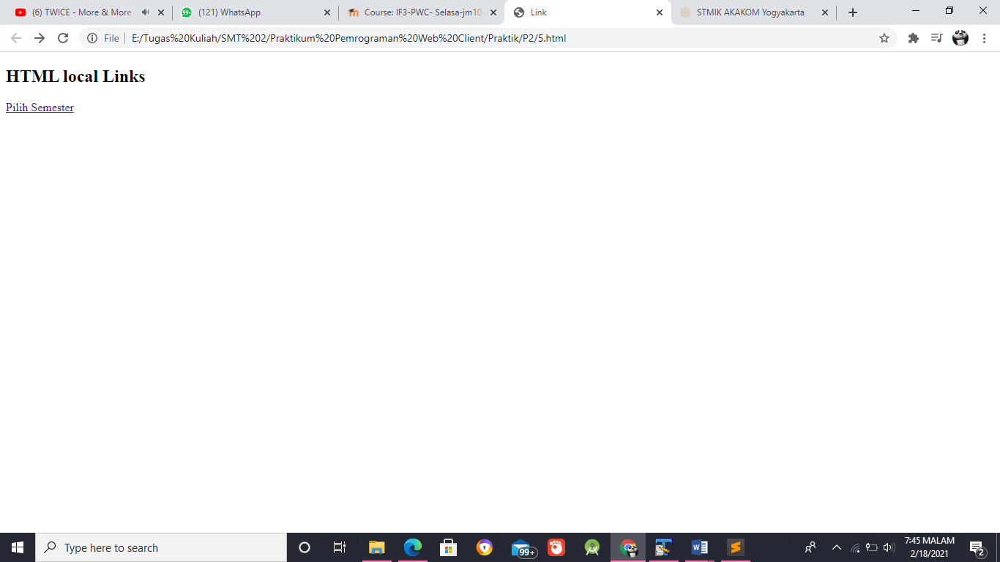 (6) TWICE - More & More
(121) WhatsApp
Course: IF3-PWC- Selasa-jm10
Link
STMIK AKAKOM Yogyakarta
File
E:/Tugas%20Kuliah/SMT%202/Praktikum%20Pemrograman%20Web%20Client/Praktik/P2/5.html
HTML local Links
Pilih Semester
Type here to search
99+
7:45 MALAM
2/18/2021
2